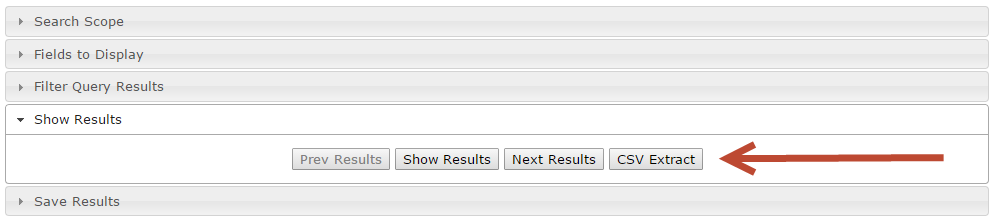 Search Scope
Fields to Display
Filter Query Results
Show Results
Prev Results Show Results Next Results CSV Extract
Save Results